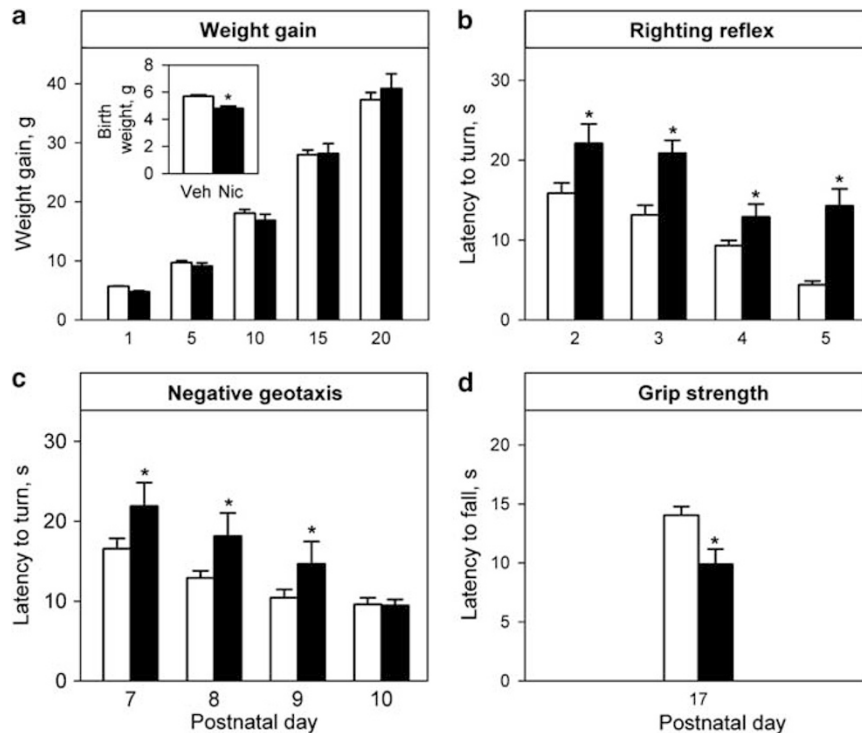 a
Weight gain
Weight gain, g
40
30
20
10
0
Birth
weight, g
8
6
4
2
0
*
Veh Nic
1 5 10 15 20
b
Righting reflex
Latency to turn, s
30
20
10
0
* * * *
2 3 4 5
c
Negative geotaxis
Latency to turn, s
30
20
10
0
* * *
7 8 9 10
Postnatal day
d
Grip strength
Latency to fall, s
20
15
10
5
0
*
17
Postnatal day